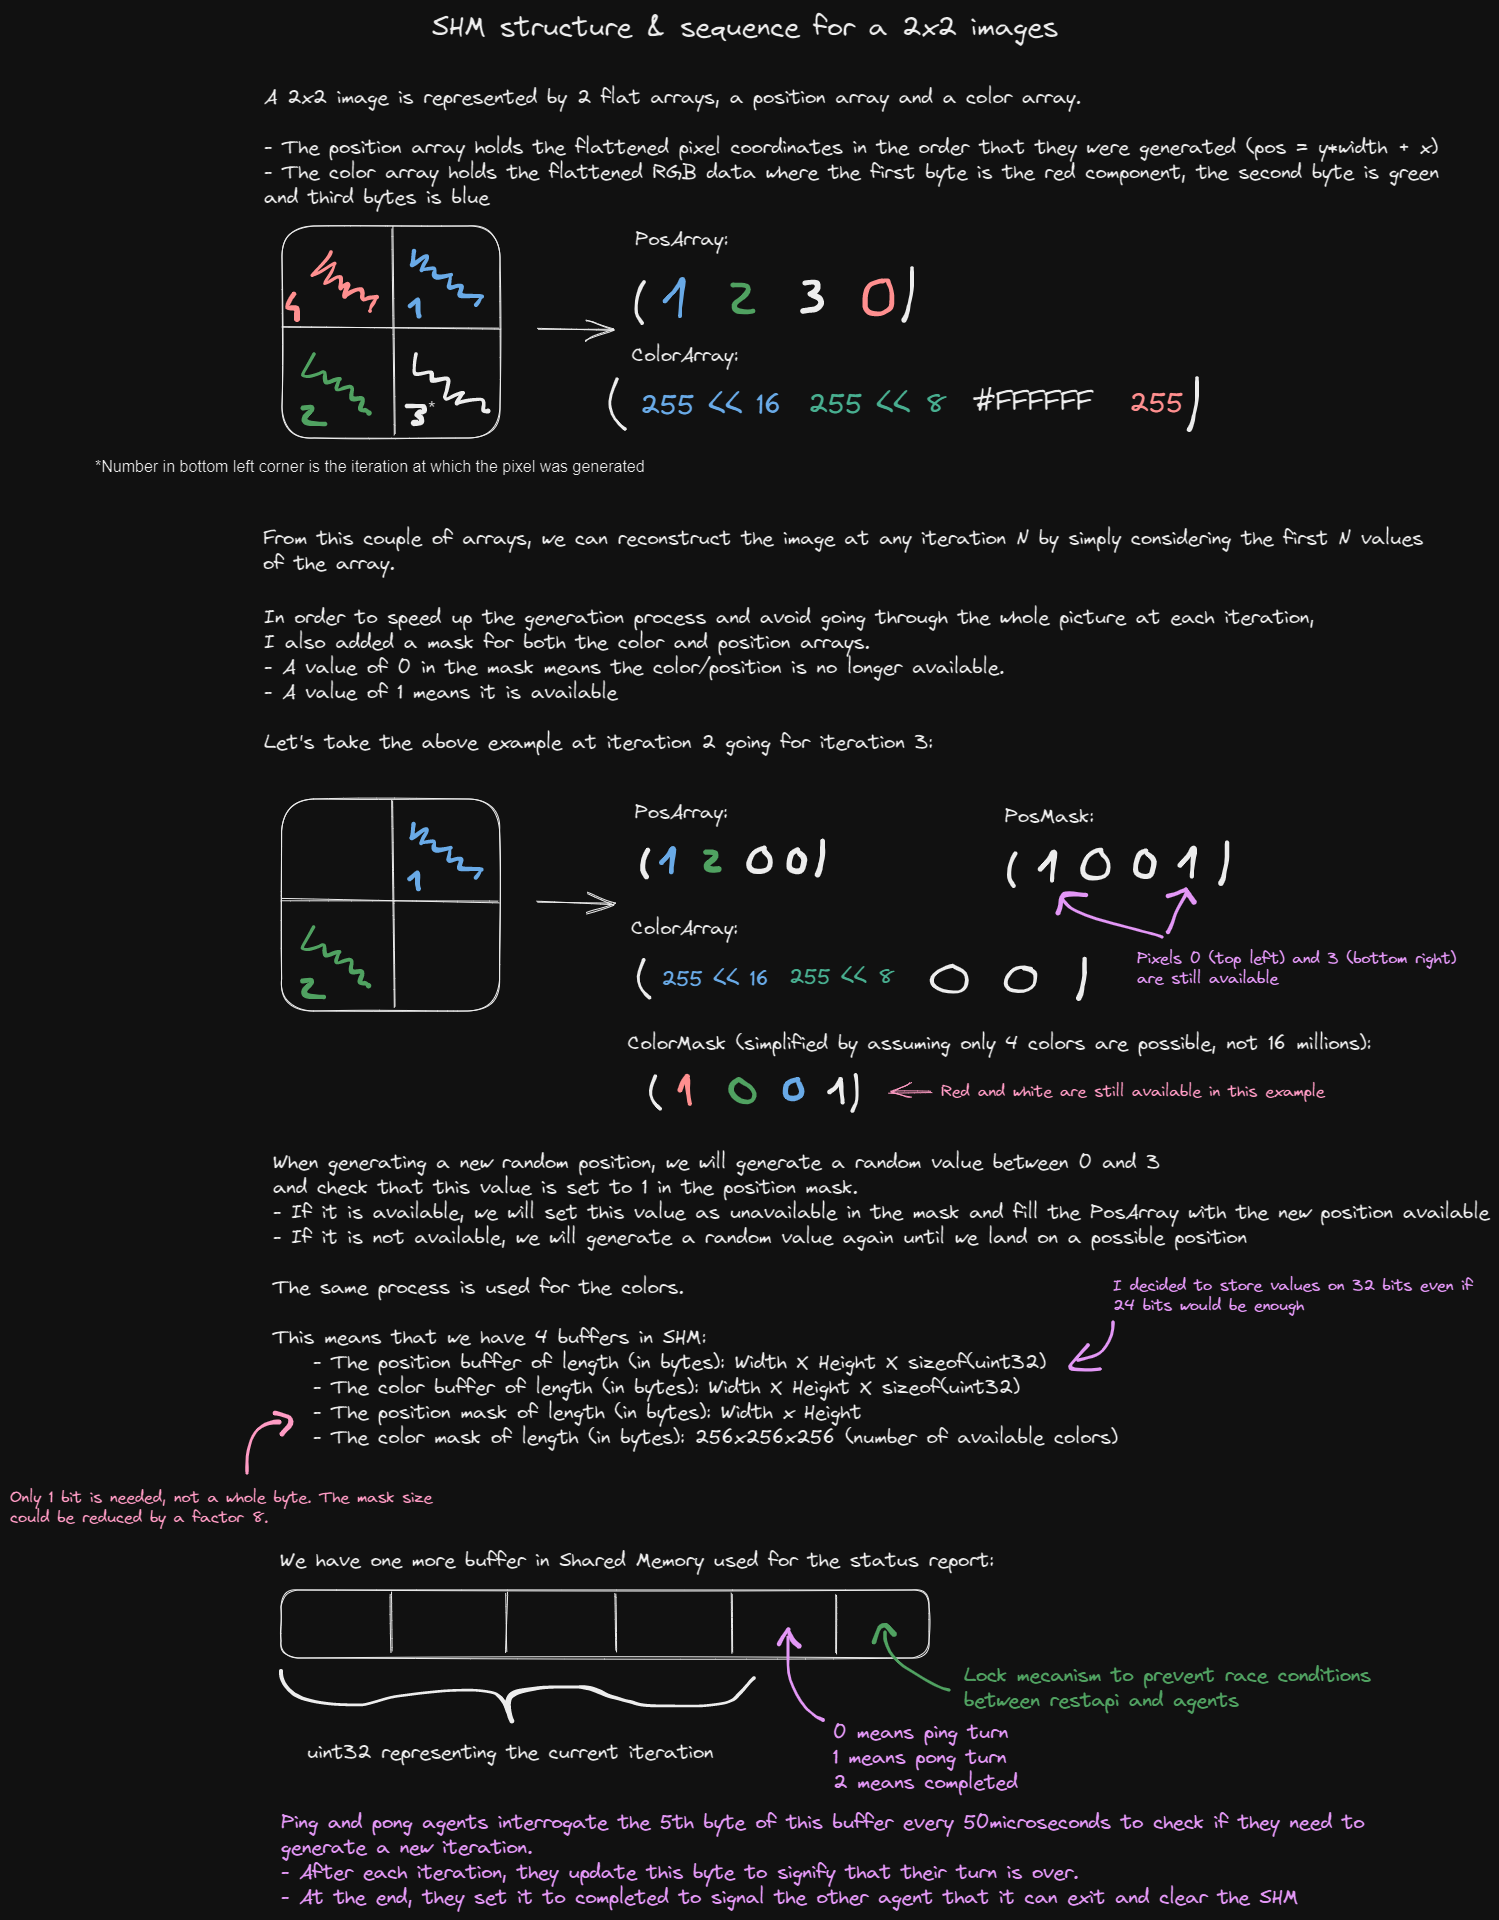 SHM structure & sequence for a 2x2 images
A 2x2 image is represented by 2 flat arrays, a position array and a color array.
- The position array holds the flattened pixel coordinates in the order that they were generated (pos = y*width + x)
- The color array holds the flattened RGB data where the first byte is the red component, the second byte is green
and third bytes is blue
PosArray:
4 1
( 1 2 3 0 )
ColorArray:
2 3*
( 255 << 16 255 << 8 #FFFFFF 255 )
*Number in bottom left corner is the iteration at which the pixel was generated
From this couple of arrays, we can reconstruct the image at any iteration N by simply considering the first N values
of the array.
In order to speed up the generation process and avoid going through the whole picture at each iteration,
I also added a mask for both the color and position arrays.
- A value of 0 in the mask means the color/position is no longer available.
- A value of 1 means it is available
Let's take the above example at iteration 2 going for iteration 3:
PosArray:
PosMask:
1
( 1 2 0 0 )
( 1 0 0 1 )
ColorArray:
Pixels 0 (top left) and 3 (bottom right)
are still available
2
( 255 << 16 255 << 8 0 0 )
ColorMask (simplified by assuming only 4 colors are possible, not 16 millions):
( 1 0 0 1 )
Red and white are still available in this example
When generating a new random position, we will generate a random value between 0 and 3
and check that this value is set to 1 in the position mask.
- If it is available, we will set this value as unavailable in the mask and fill the PosArray with the new position available
- If it is not available, we will generate a random value again until we land on a possible position
The same process is used for the colors.
I decided to store values on 32 bits even if
24 bits would be enough
This means that we have 4 buffers in SHM:
- The position buffer of length (in bytes): Width X Height X sizeof(uint32)
- The color buffer of length (in bytes): Width X Height X sizeof(uint32)
- The position mask of length (in bytes): Width x Height
- The color mask of length (in bytes): 256x256x256 (number of available colors)
Only 1 bit is needed, not a whole byte. The mask size
could be reduced by a factor 8.
We have one more buffer in Shared Memory used for the status report:
Lock mecanism to prevent race conditions
between restapi and agents
0 means ping turn
1 means pong turn
2 means completed
uint32 representing the current iteration
Ping and pong agents interrogate the 5th byte of this buffer every 50microseconds to check if they need to
generate a new iteration.
- After each iteration, they update this byte to signify that their turn is over.
- At the end, they set it to completed to signal the other agent that it can exit and clear the SHM